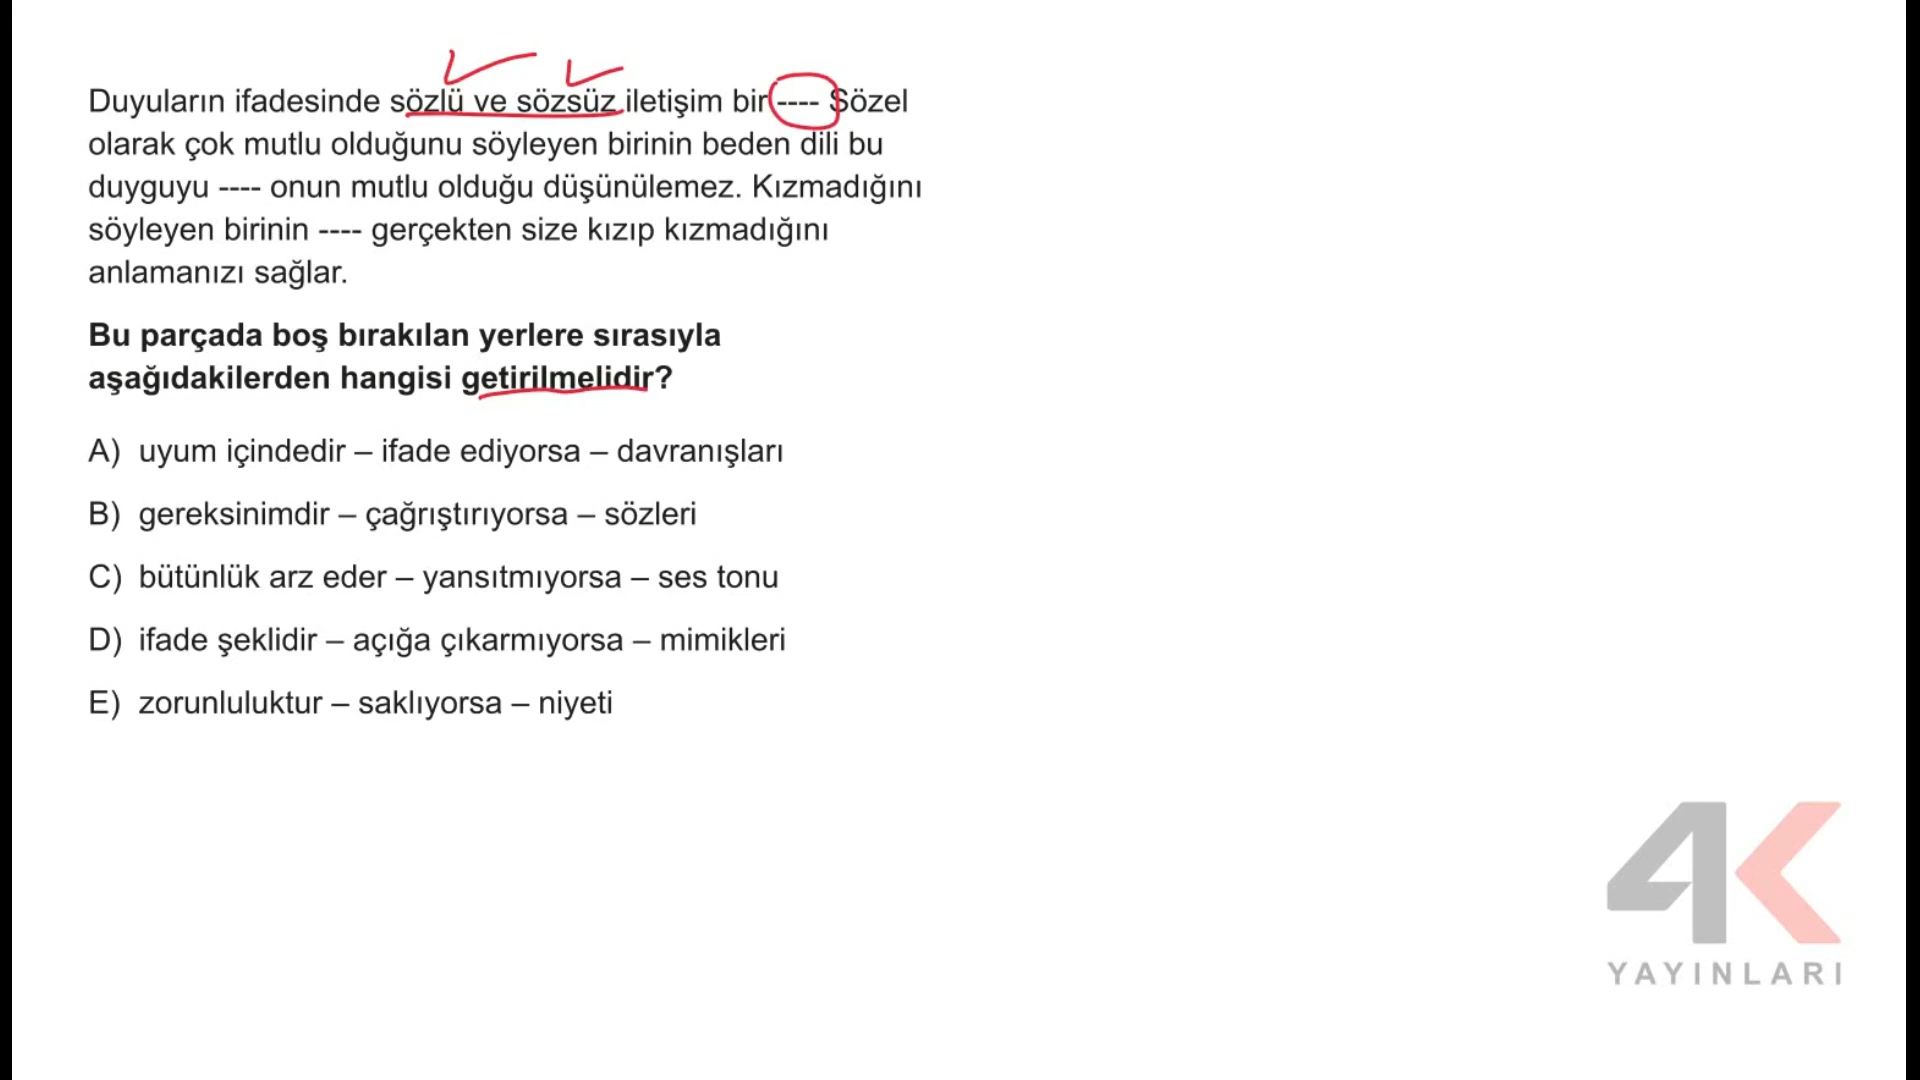 Duyuların ifadesinde sözlü ve sözsüz iletişim bir ---- Sözel
olarak çok mutlu olduğunu söyleyen birinin beden dili bu
duyguyu ---- onun mutlu olduğu düşünülemez. Kızmadığını
söyleyen birinin ---- gerçekten size kızıp kızmadığını
anlamanızı sağlar.
Bu parçada boş bırakılan yerlere sırasıyla
aşağıdakilerden hangisi getirilmelidir?
A) uyum içindedir – ifade ediyorsa – davranışları
B) gereksinimdir – çağrıştırıyorsa – sözleri
C) bütünlük arz eder – yansıtmıyorsa – ses tonu
D) ifade şeklidir – açığa çıkarmıyorsa – mimikleri
E) zorunluluktur – saklıyorsa – niyeti
4K
YAYINLARI